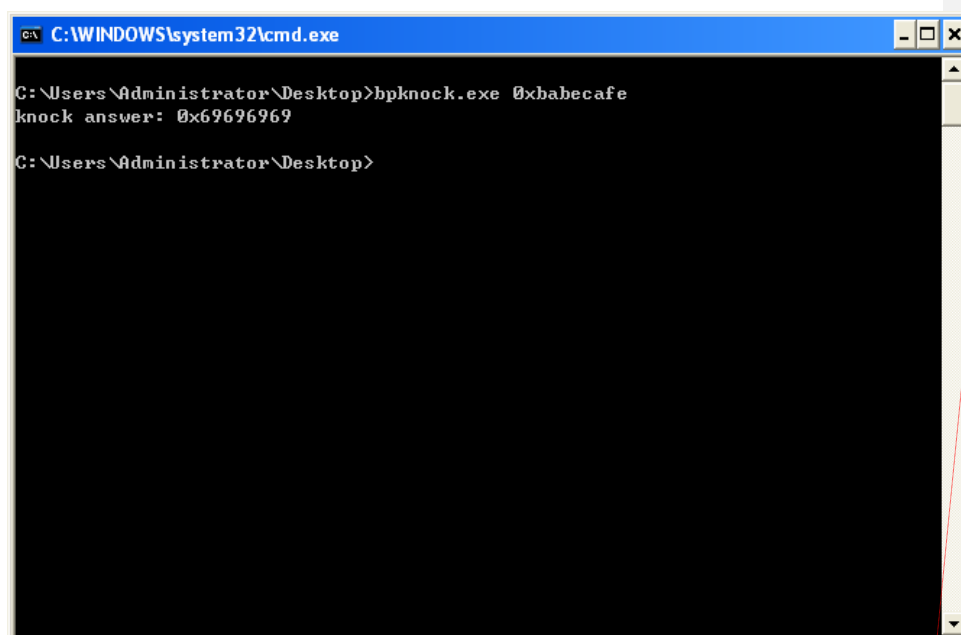 C:\WINDOWS\system32\cmd.exe
C:\Users\Administrator\Desktop>bpknock.exe 0xbabecafe
knock answer: 0x69696969
C:\Users\Administrator\Desktop>